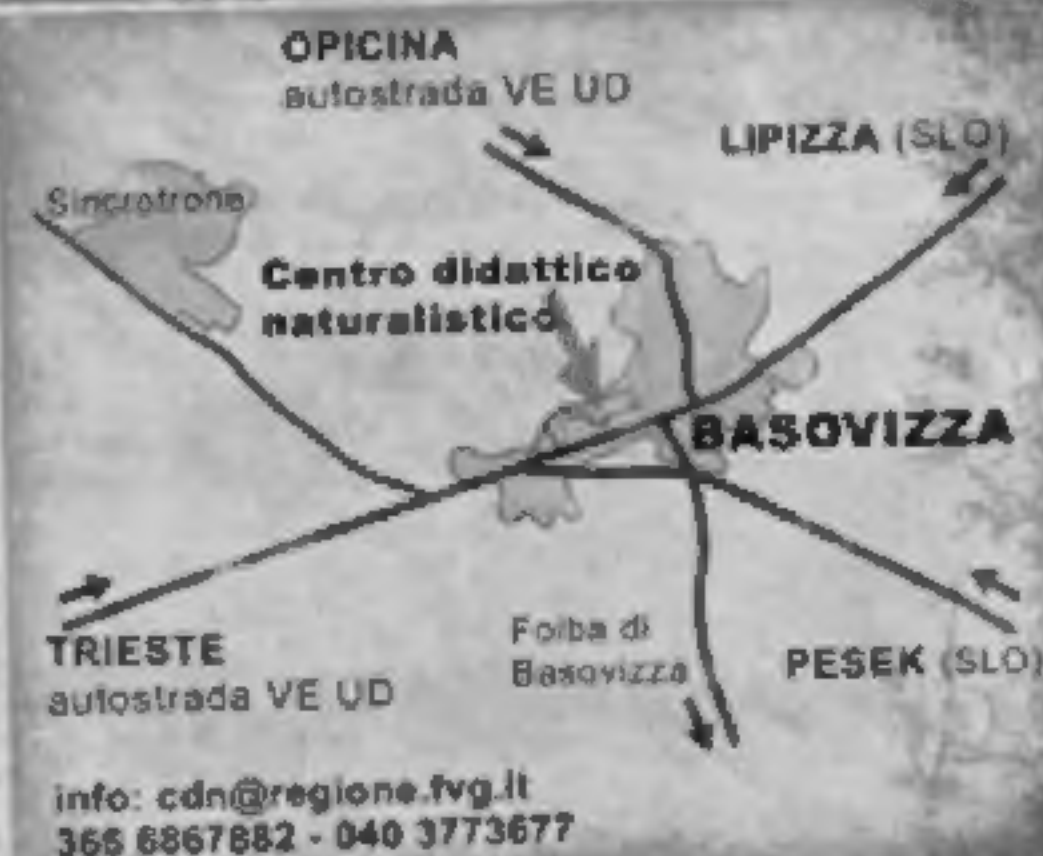 OPICINA
autostrada VE UD
LIPIZZA (SLO)
Sincrotrone
Centro didattico
naturalistico
BASOVIZZA
TRIESTE
autostrada VE UD
Foiba di
Basovizza
PESEK (SLO)
info: cdn@regione.fvg.it
366 6867882 - 040 3773677